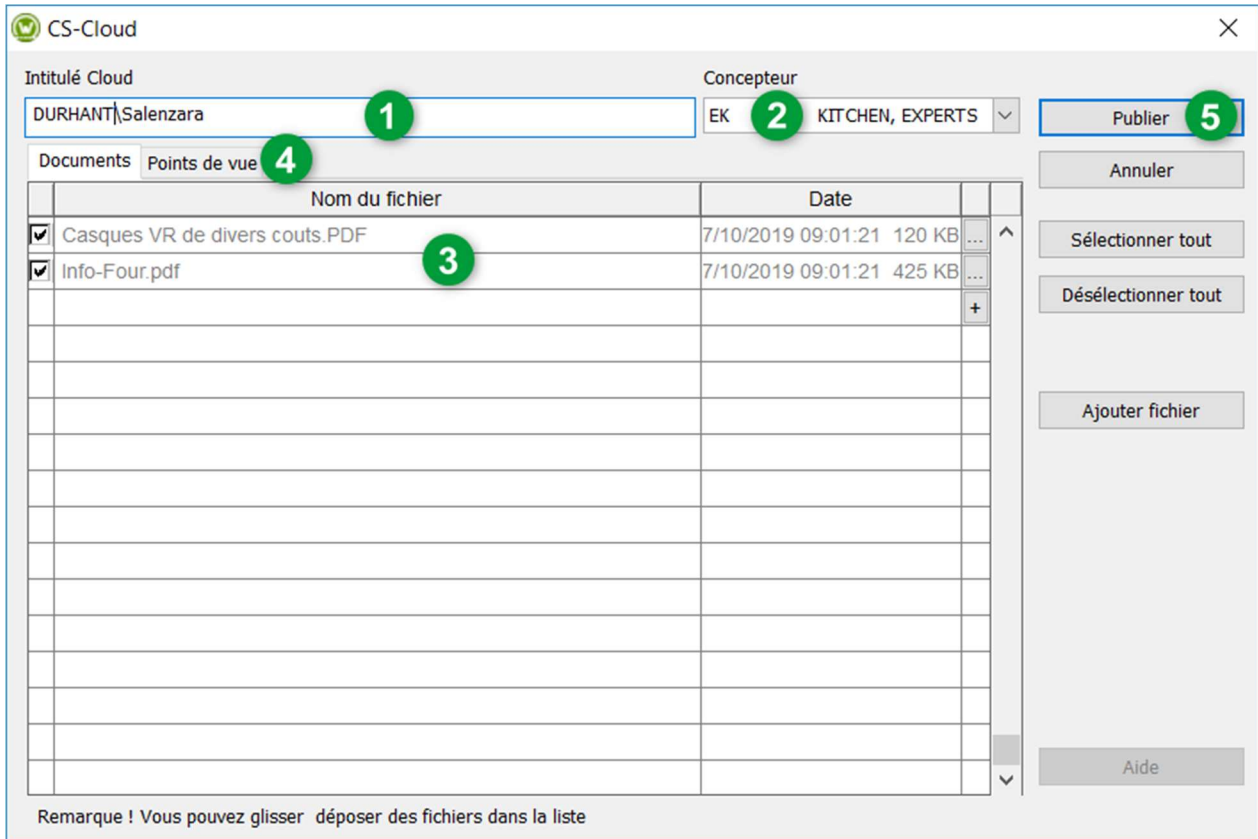 CS-Cloud
Intitulé Cloud
Concepteur
DURHANT\Salenzara
1
EK
2
KITCHEN, EXPERTS
Publier
5
Documents
Points de vue
4
Annuler
Nom du fichier
Date
Casques VR de divers couts.PDF
7/10/2019 09:01:21 120 KB
...
Sélectionner tout
3
Info-Four.pdf
7/10/2019 09:01:21 425 KB
...
Désélectionner tout
+
Ajouter fichier
Aide
Remarque ! Vous pouvez glisser déposer des fichiers dans la liste